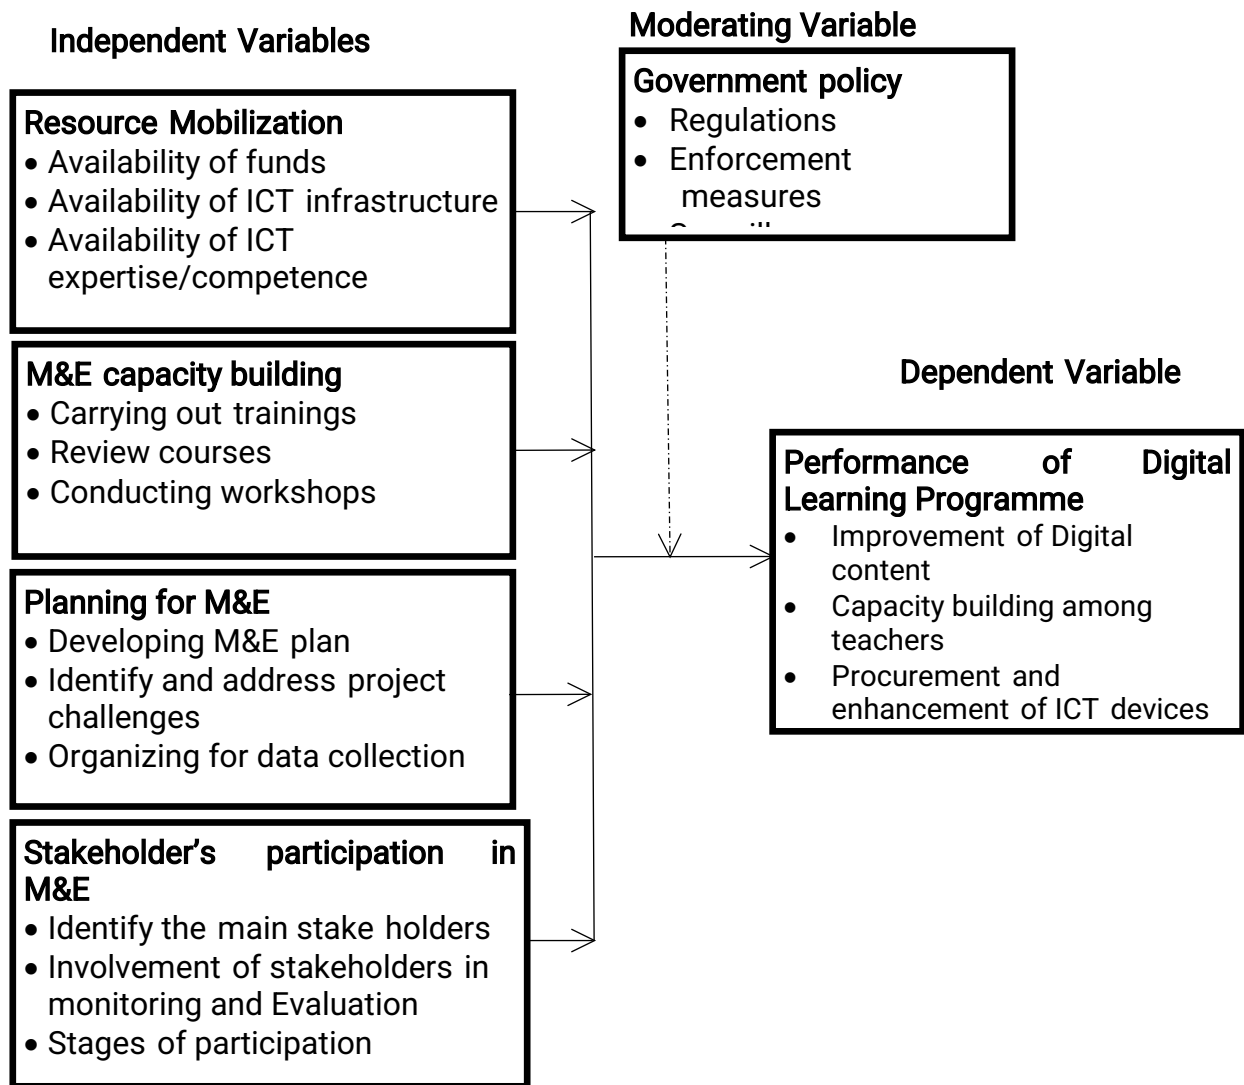 Independent Variables
Resource Mobilization
• Availability of funds
• Availability of ICT infrastructure
• Availability of ICT
expertise/competence
M&E capacity building
• Carrying out trainings
• Review courses
• Conducting workshops
Planning for M&E
• Developing M&E plan
• Identify and address project
challenges
• Organizing for data collection
Stakeholder’s participation in
M&E
• Identify the main stake holders
• Involvement of stakeholders in
monitoring and Evaluation
• Stages of participation
Moderating Variable
Government policy
• Regulations
• Enforcement
measures
Dependent Variable
Performance of Digital
Learning Programme
• Improvement of Digital
content
• Capacity building among
teachers
• Procurement and
enhancement of ICT devices